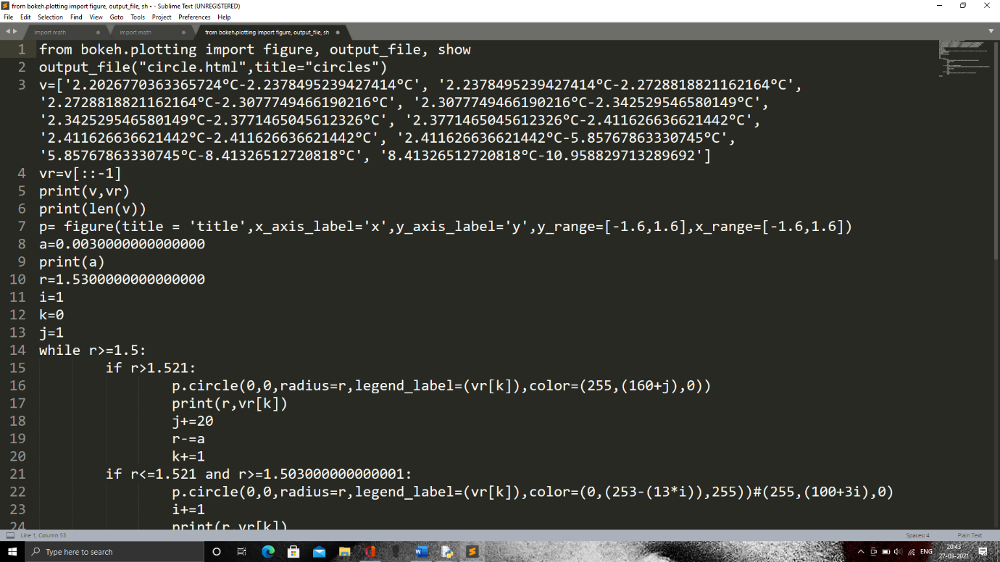 from bokeh.plotting import figure, output_file, sh • - Sublime Text (UNREGISTERED)
File Edit Selection Find View Goto Tools Project Preferences Help
import math
import math
from bokeh.plotting import figure, output_file, sh
1 from bokeh.plotting import figure, output_file, show
2 output_file("circle.html",title="circles")
3 v=['2.2026770363365724°C-2.2378495239427414°C', '2.2378495239427414°C-2.2728818821162164°C',
'2.2728818821162164°C-2.3077749466190216°C', '2.3077749466190216°C-2.342529546580149°C',
'2.342529546580149°C-2.3771465045612326°C', '2.3771465045612326°C-2.411626636621442°C',
'2.411626636621442°C-2.411626636621442°C', '2.411626636621442°C-5.85767863330745°C',
'5.85767863330745°C-8.41326512720818°C', '8.41326512720818°C-10.958829713289692']
4 vr=v[::-1]
5 print(v,vr)
6 print(len(v))
7 p= figure(title = 'title',x_axis_label='x',y_axis_label='y',y_range=[-1.6,1.6],x_range=[-1.6,1.6])
8 a=0.0030000000000000
9 print(a)
10 r=1.5300000000000000
11 i=1
12 k=0
13 j=1
14 while r>=1.5:
15 if r>1.521:
16 p.circle(0,0,radius=r,legend_label=(vr[k]),color=(255,(160+j),0))
17 print(r,vr[k])
18 j+=20
19 r-=a
20 k+=1
21 if r<=1.521 and r>=1.503000000000001:
22 p.circle(0,0,radius=r,legend_label=(vr[k]),color=(0,(253-(13*i)),255))#(255,(100+3i),0)
23 i+=1
24 print(r,vr[k])
Line 1, Column 53
Spaces: 4
Plain Text
Type here to search
ENG
20:43
27-03-2021